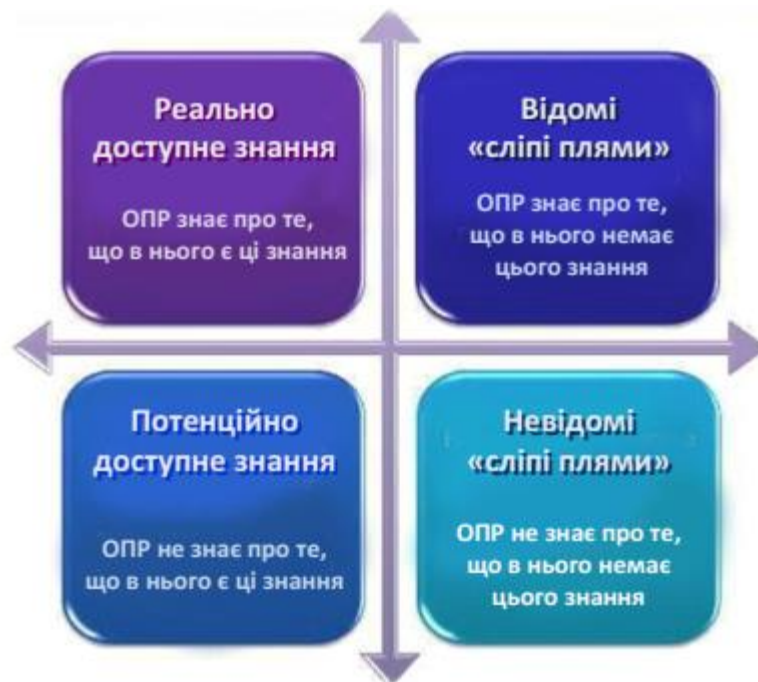 Реально
доступне знання
ОПР знає про те,
що в нього є ці знання
Відомі
«сліпі плями»
ОПР знає про те,
що в нього немає
цього знання
Потенційно
доступне знання
ОПР не знає про те,
що в нього є ці знання
Невідомі
«сліпі плями»
ОПР не знає про те,
що в нього немає
цього знання